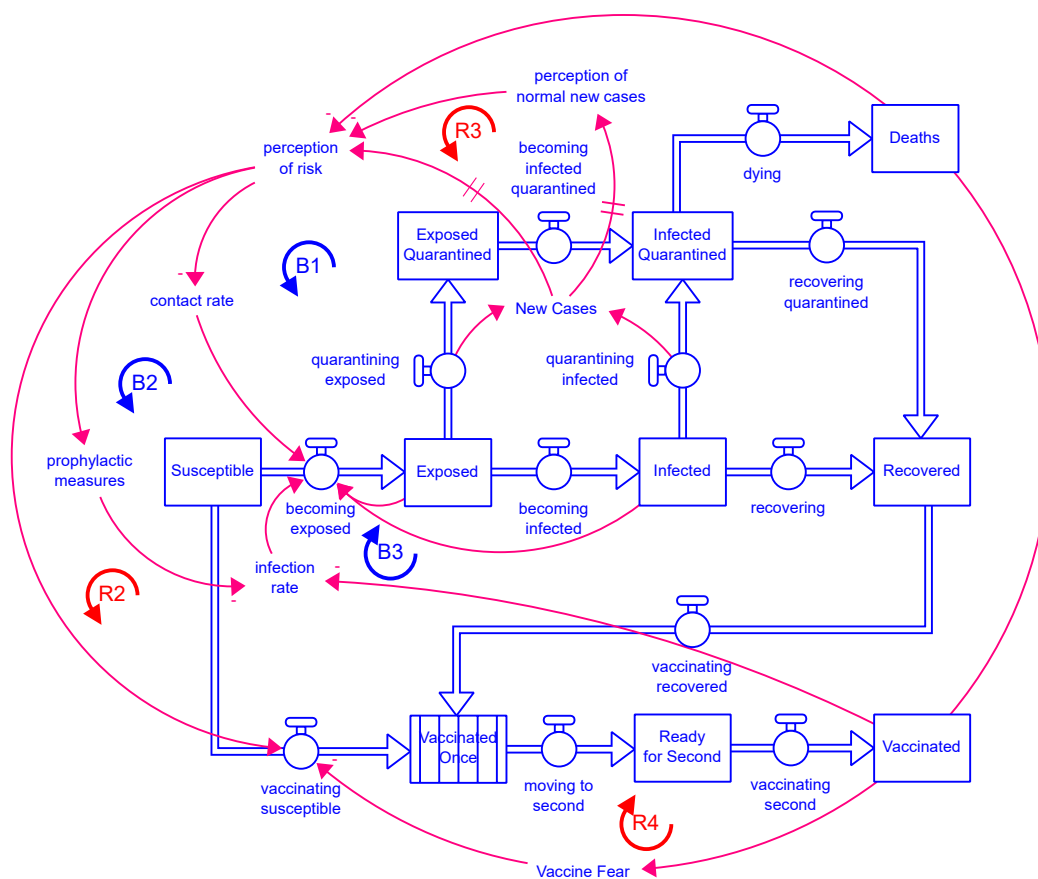 perception of
normal new cases
R3
perception
of risk
becoming
infected
quarantined
dying
Deaths
Exposed
Quarantined
Infected
Quarantined
B1
contact rate
New Cases
recovering
quarantined
quarantining
exposed
quarantining
infected
B2
prophylactic
measures
Susceptible
becoming
exposed
Exposed
becoming
infected
Infected
recovering
Recovered
B3
infection
rate
R2
vaccinating
recovered
vaccinating
susceptible
Vaccinated
Once
moving to
second
Ready
for Second
vaccinating
second
Vaccinated
R4
Vaccine Fear